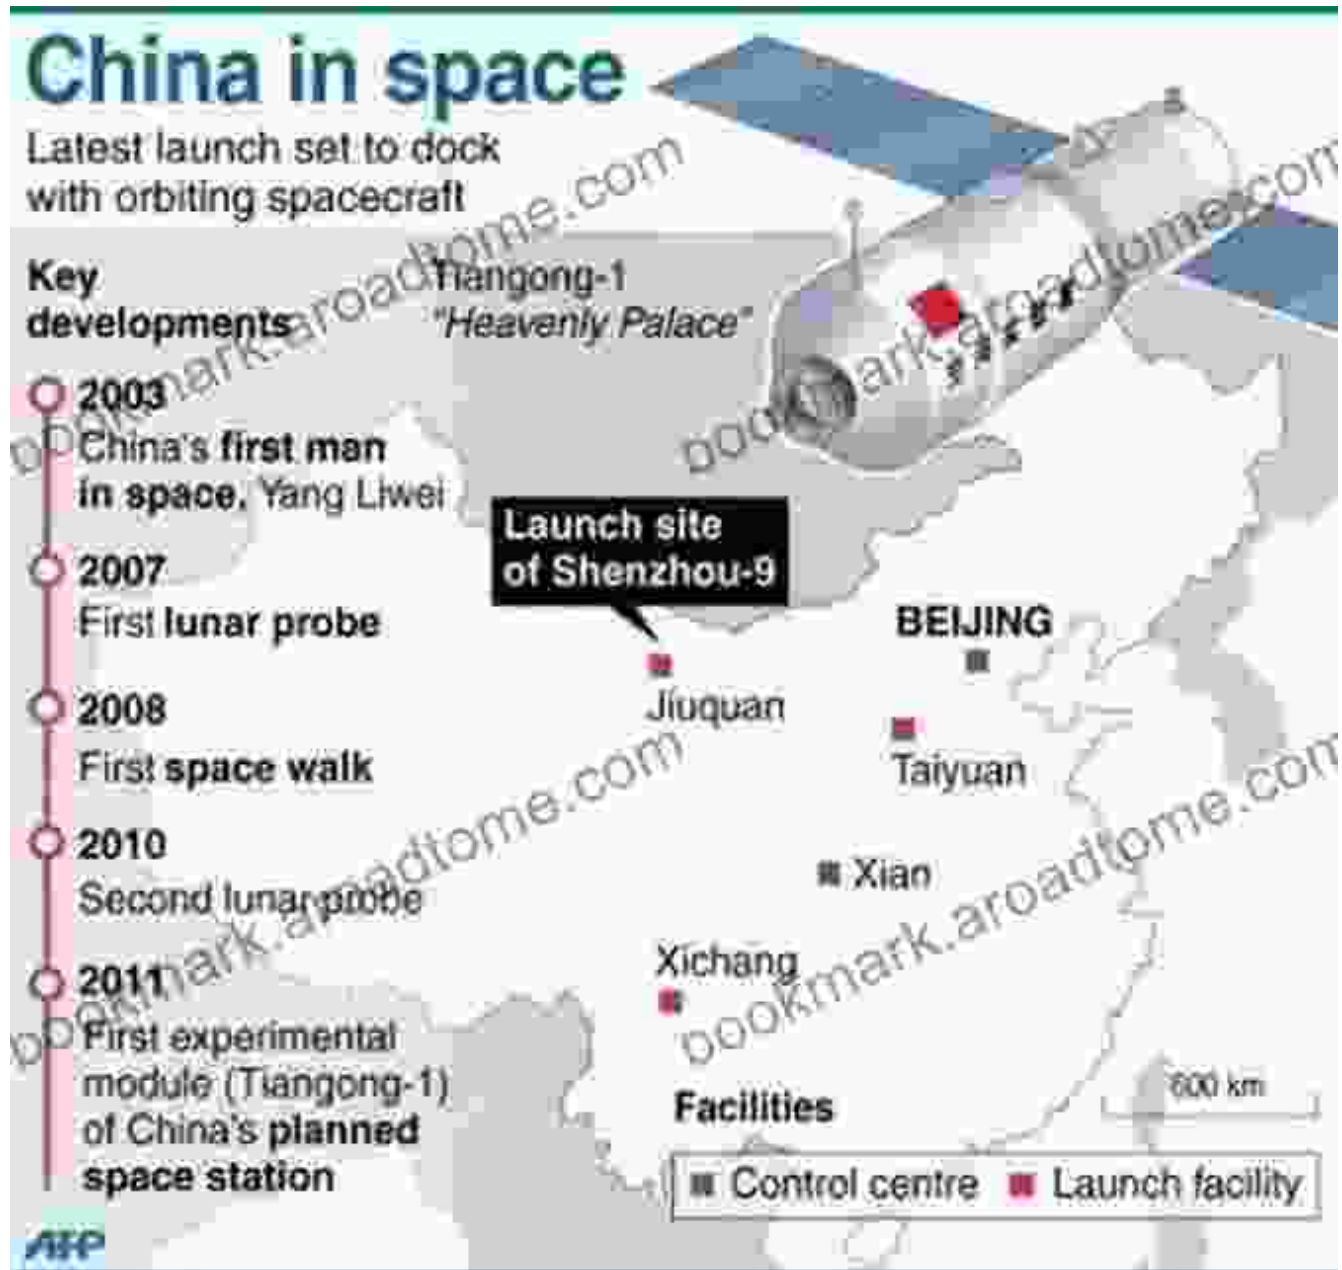 China in space
Latest launch set to dock
with orbiting spacecraft
Key
developments
Tiangong-1
"Heavenly Palace"
2003
China's first man
in space, Yang Liwei
2007
First lunar probe
2008
First space walk
2010
Second lunar probe
2011
First experimental
module (Tiangong-1)
of China's planned
space station
Launch site
of Shenzhou-9
Jiuquan
BEIJING
Taiyuan
Xian
Xichang
600 km
Facilities
Control centre
Launch facility
AFP
bookmark.aroadtome.com
bookmark.aroadtome.com
bookmark.aroadtome.com
bookmark.aroadtome.com